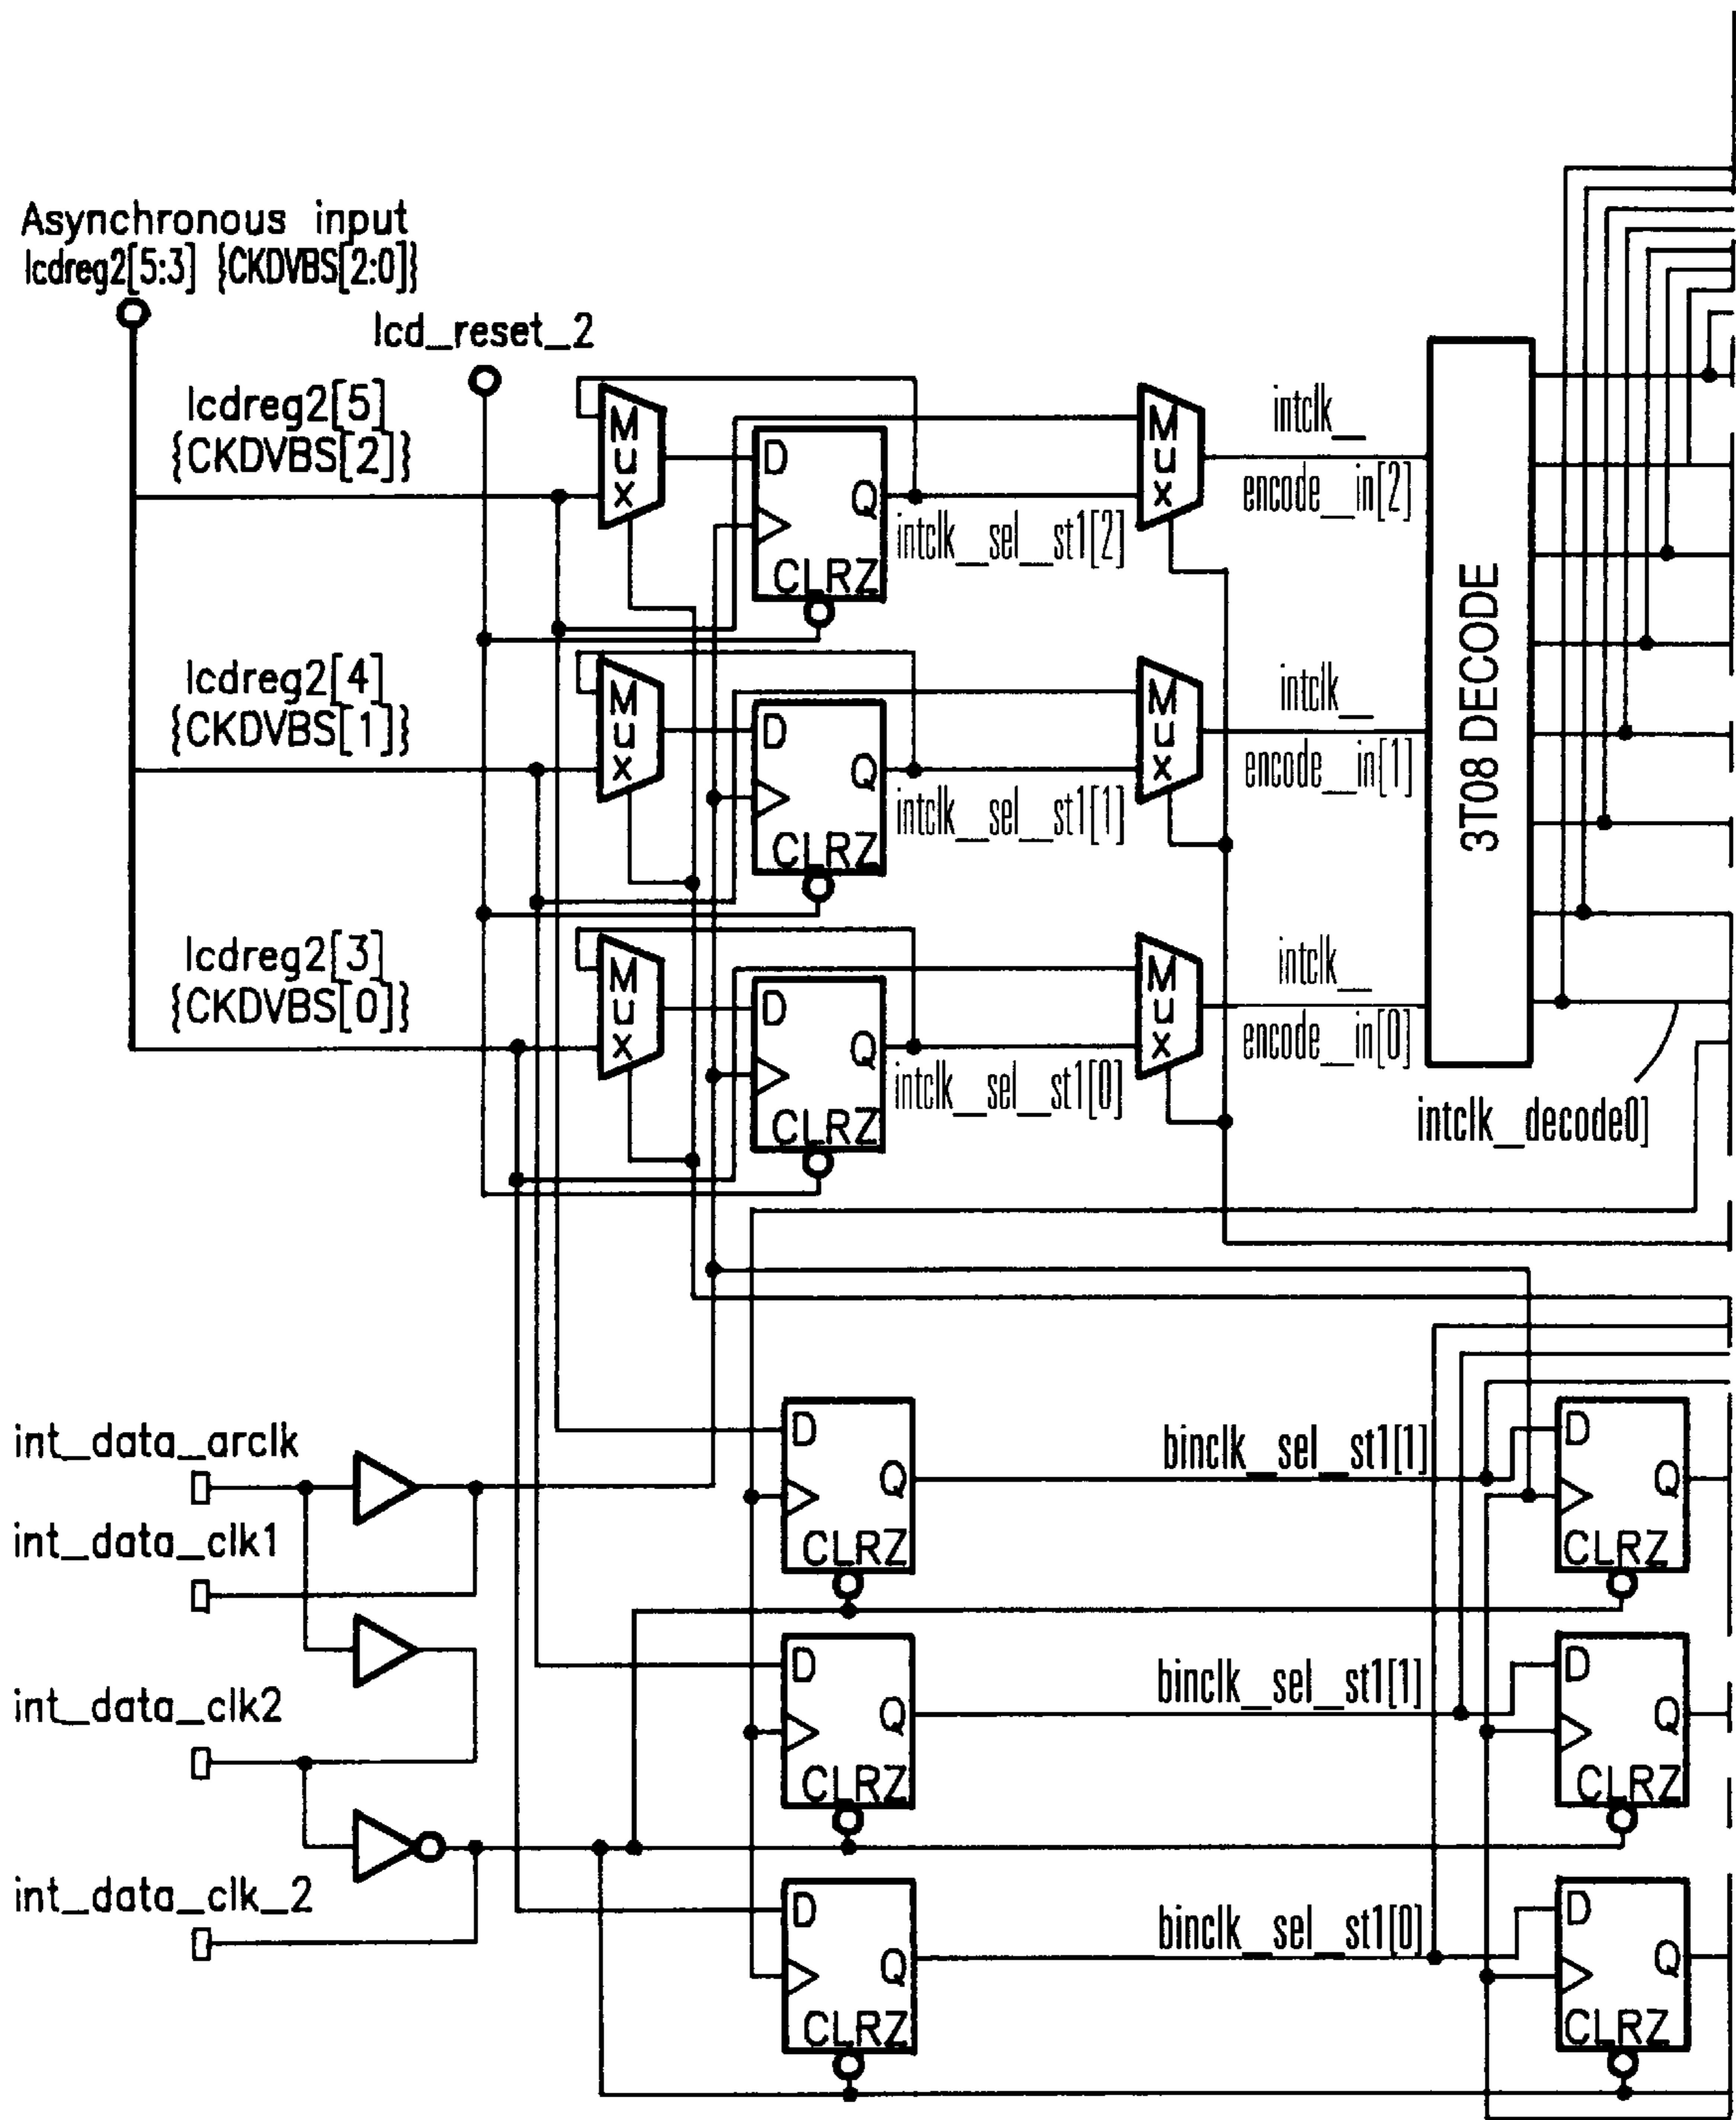 Asynchronous input
lcdreg2[5:3] {CKDVBS[2:0]}
lcd_reset_2
lcdreg2[5]
{CKDVBS[2]}
Mux
D
Q
CLRZ
intclk_sel_st1[2]
Mux
intclk_
encode_in[2]
lcdreg2[4]
{CKDVBS[1]}
Mux
D
Q
CLRZ
intclk_sel_st1[1]
Mux
intclk_
encode_in[1]
3T08 DECODE
lcdreg2[3]
{CKDVBS[0]}
Mux
D
Q
CLRZ
intclk_sel_st1[0]
Mux
intclk_
encode_in[0]
intclk_decode0]
int_data_arclk
int_data_clk1
int_data_clk2
int_data_clk_2
D
Q
CLRZ
binclk_sel_st1[1]
D
Q
CLRZ
D
Q
CLRZ
binclk_sel_st1[1]
D
Q
CLRZ
D
Q
CLRZ
binclk_sel_st1[0]
D
Q
CLRZ